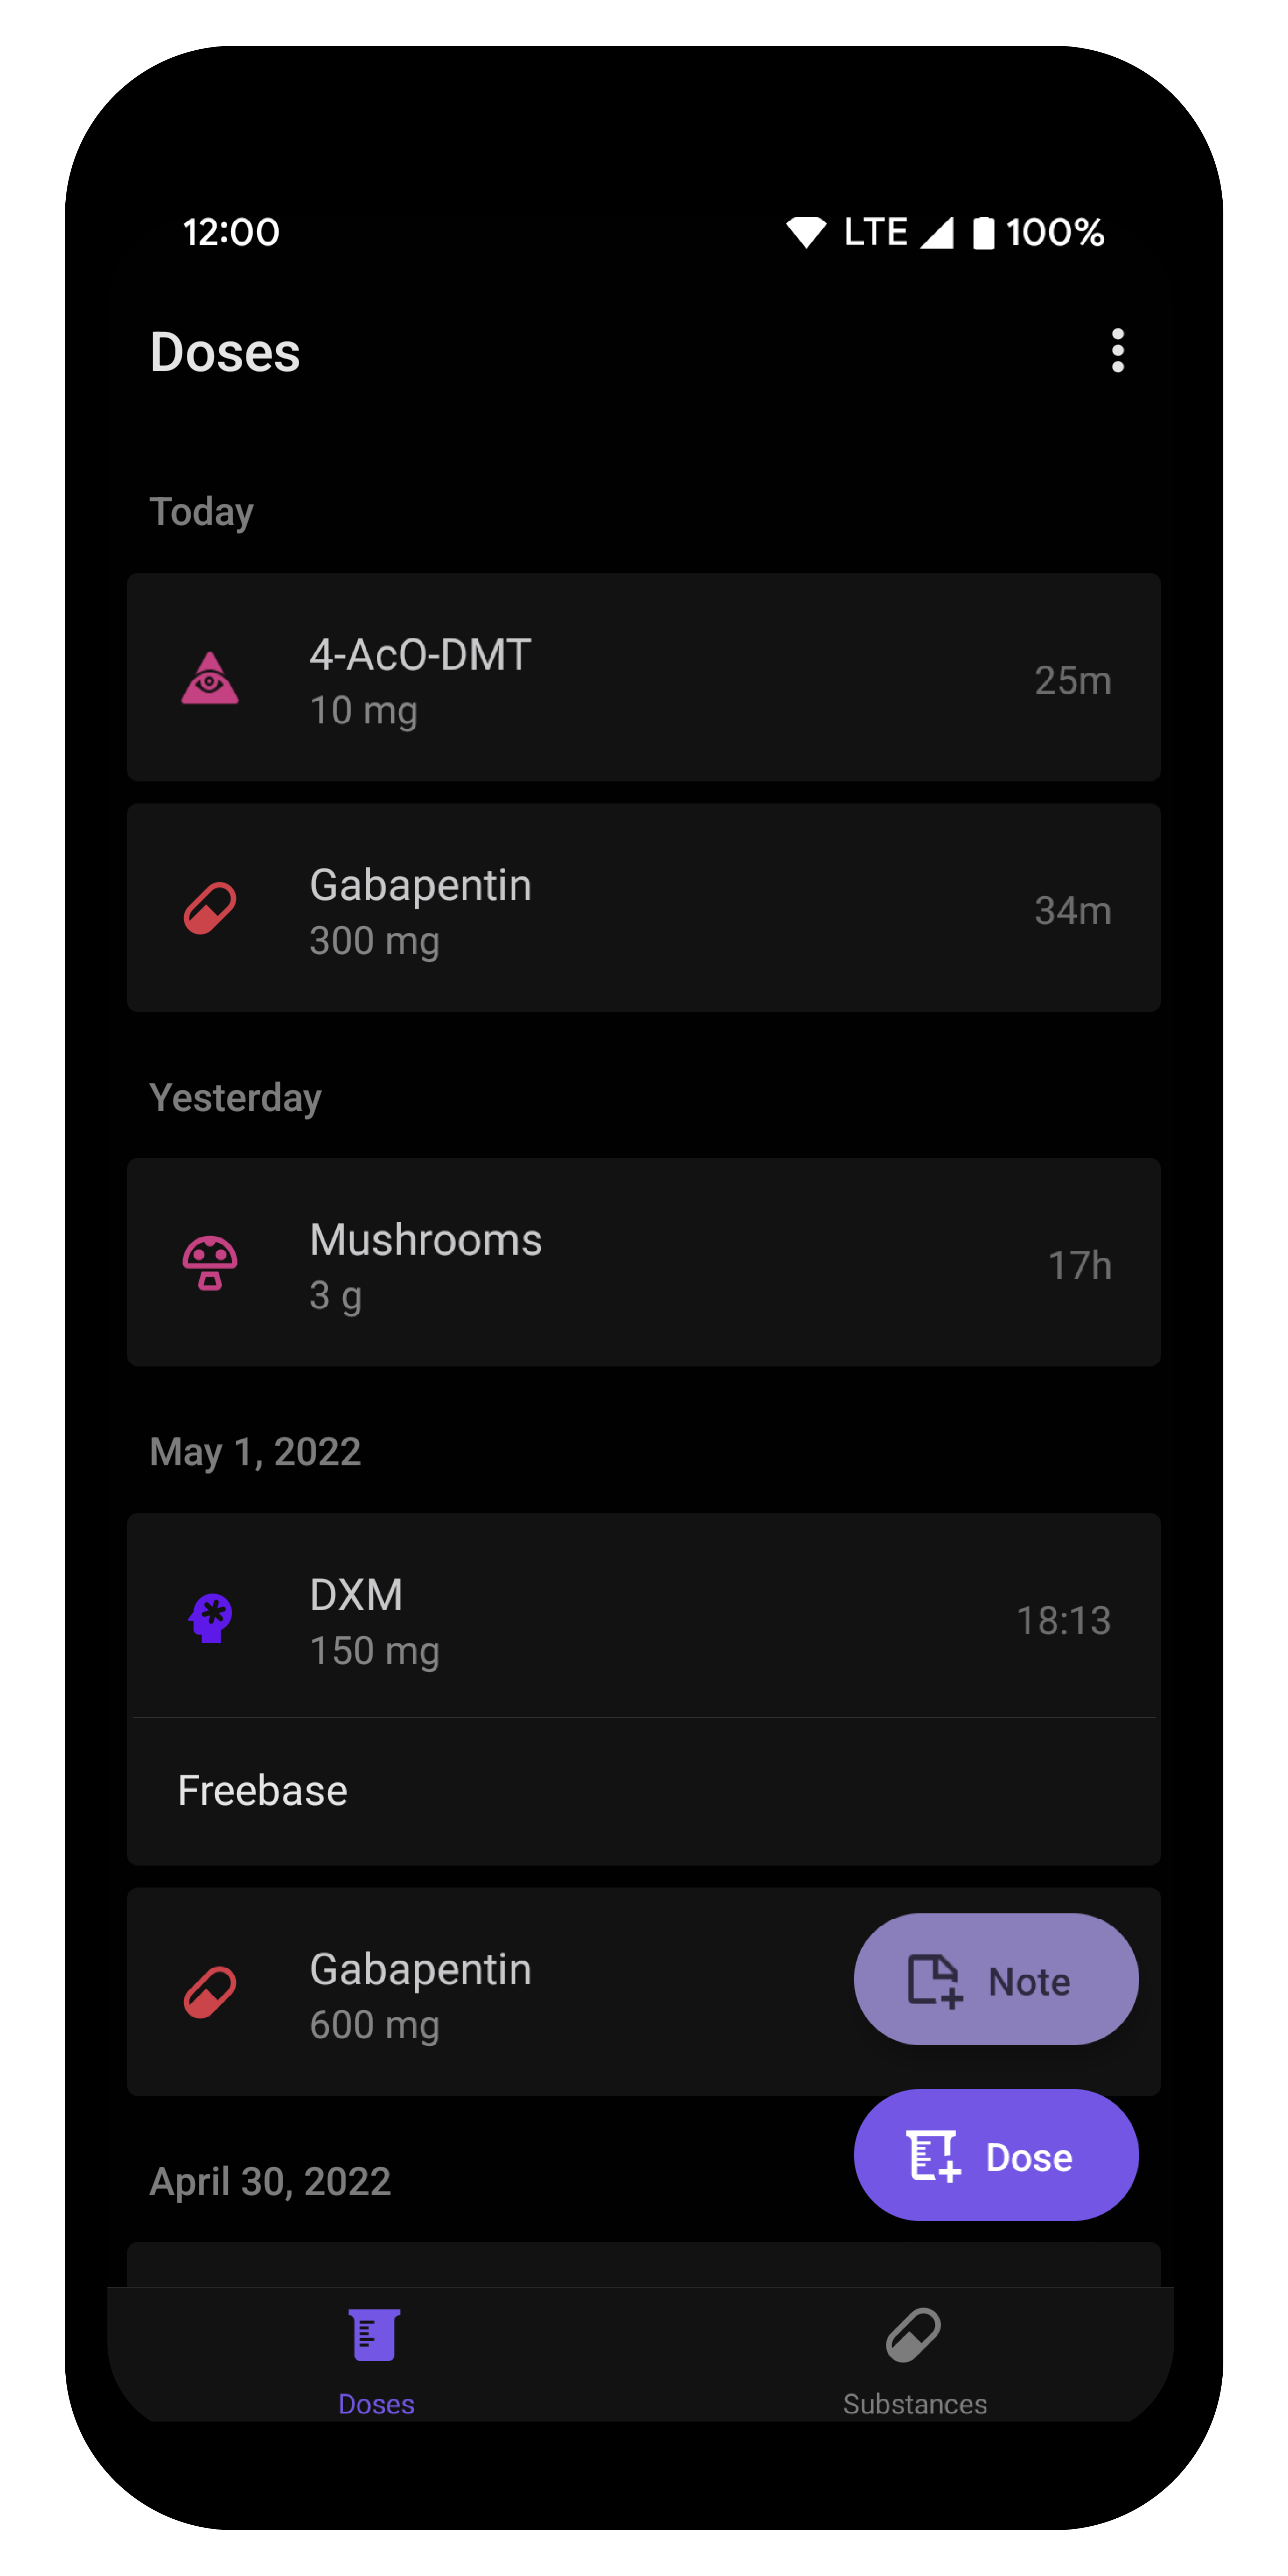 12:00 LTE 100%
Doses
Today
4-AcO-DMT
10 mg
25m
Gabapentin
300 mg
34m
Yesterday
Mushrooms
3 g
17h
May 1, 2022
DXM
150 mg
18:13
Freebase
Gabapentin
600 mg
Note
Dose
April 30, 2022
Doses
Substances